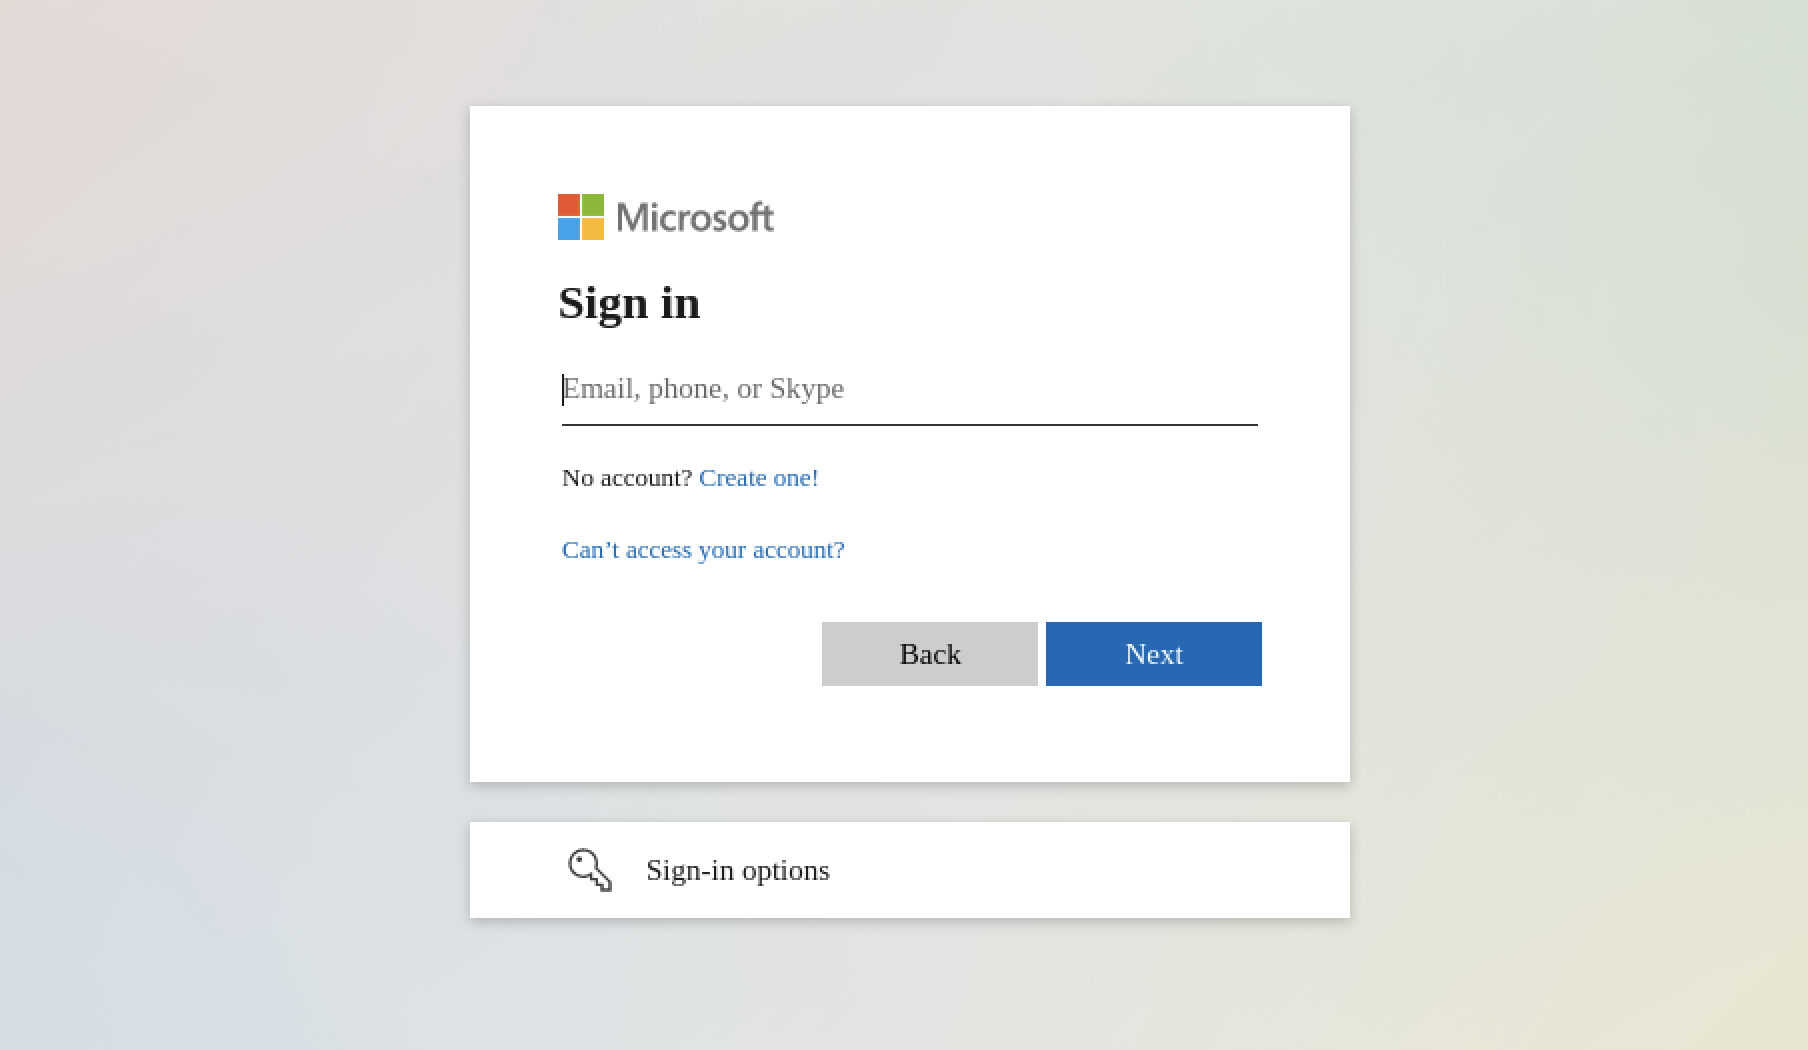 Microsoft
Sign in
Email, phone, or Skype
No account? Create one!
Can’t access your account?
Back
Next
Sign-in options